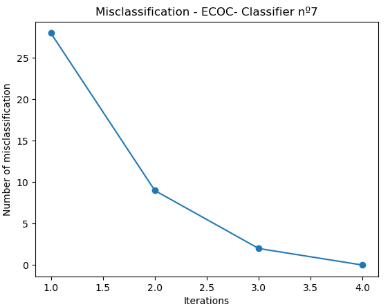 Misclassification - ECOC- Classifier nº7
Number of misclassification
25
20
15
10
5
0
1.0 1.5 2.0 2.5 3.0 3.5 4.0
Iterations